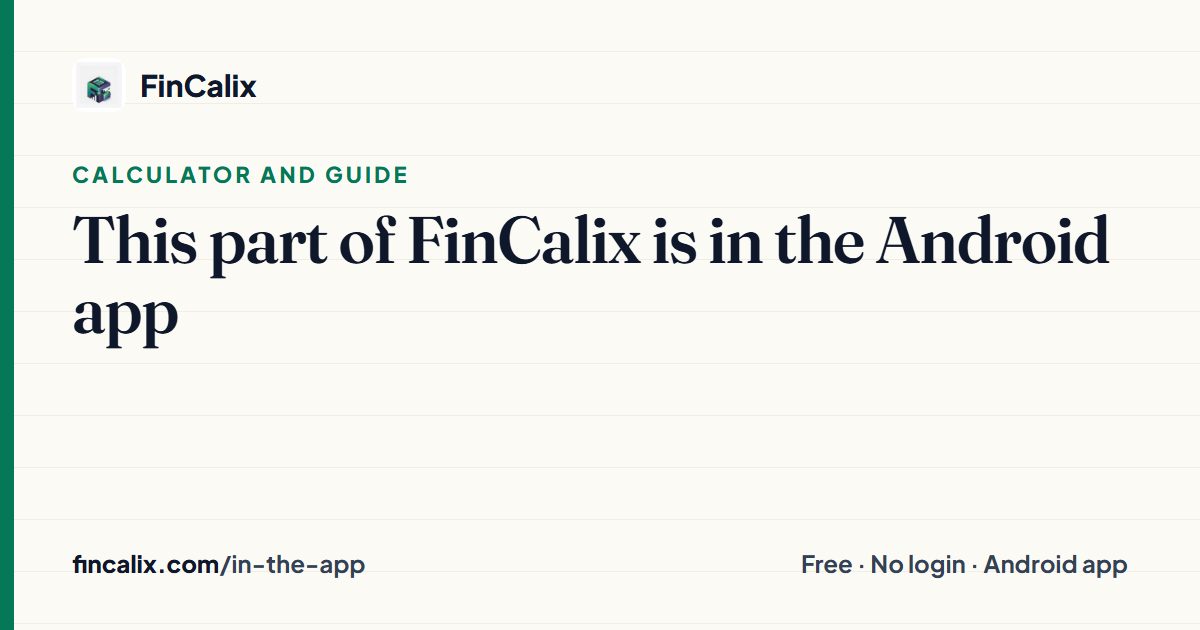 FinCalix
CALCULATOR AND GUIDE
This part of FinCalix is in the Android
app
fincalix.com/in-the-app
Free · No login · Android app